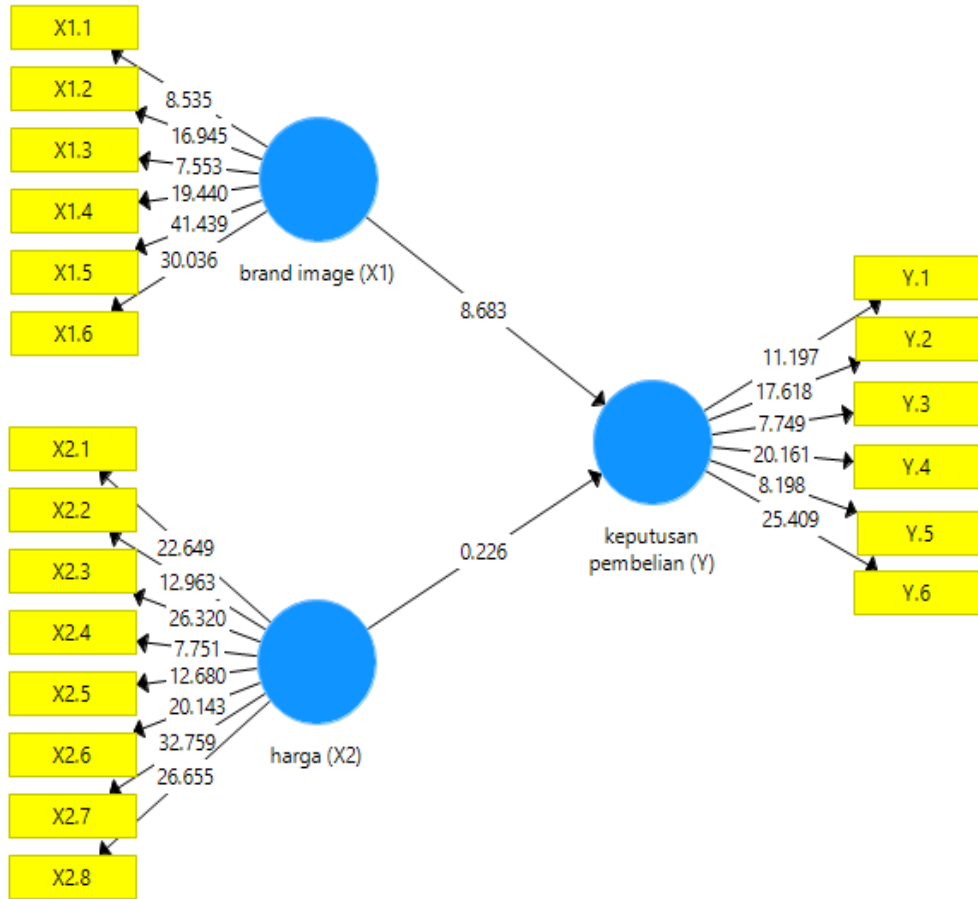 X1.1
X1.2
X1.3
X1.4
X1.5
X1.6
8.535
16.945
7.553
19.440
41.439
30.036
brand image (X1)
8.683
X2.1
X2.2
X2.3
X2.4
X2.5
X2.6
X2.7
X2.8
22.649
12.963
26.320
7.751
12.680
20.143
32.759
26.655
harga (X2)
0.226
keputusan
pembelian (Y)
11.197
17.618
7.749
20.161
8.198
25.409
Y.1
Y.2
Y.3
Y.4
Y.5
Y.6